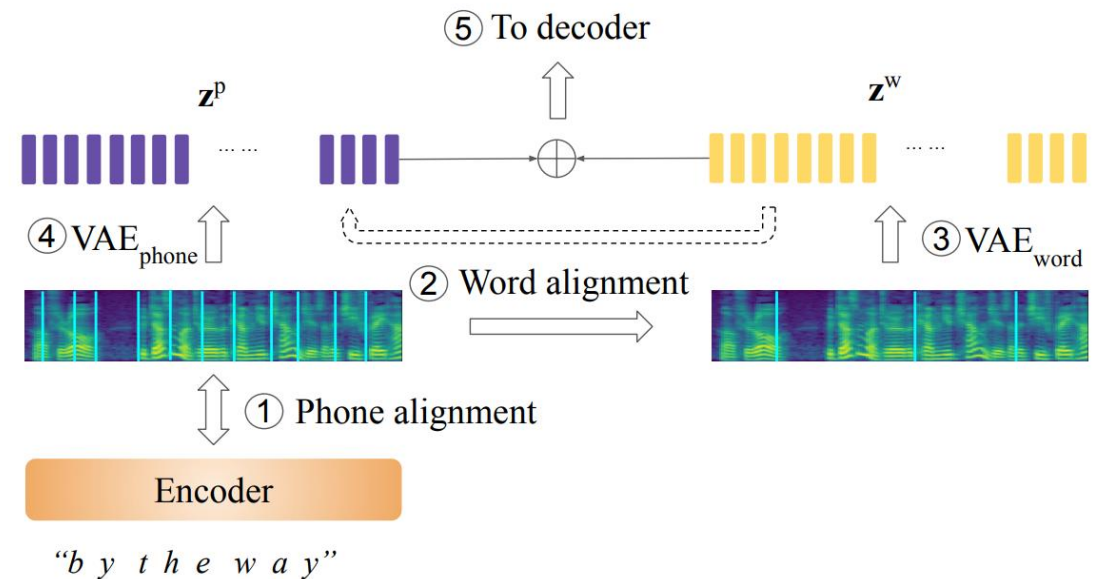 ⑤ To decoder
z^p
z^w
... ...
... ...
④ VAE_phone
③ VAE_word
② Word alignment
① Phone alignment
Encoder
“b y t h e w a y”